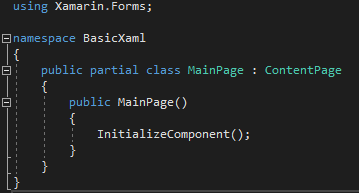 using Xamarin.Forms;
namespace BasicXaml
{
public partial class MainPage : ContentPage
{
public MainPage()
{
InitializeComponent();
}
}
}